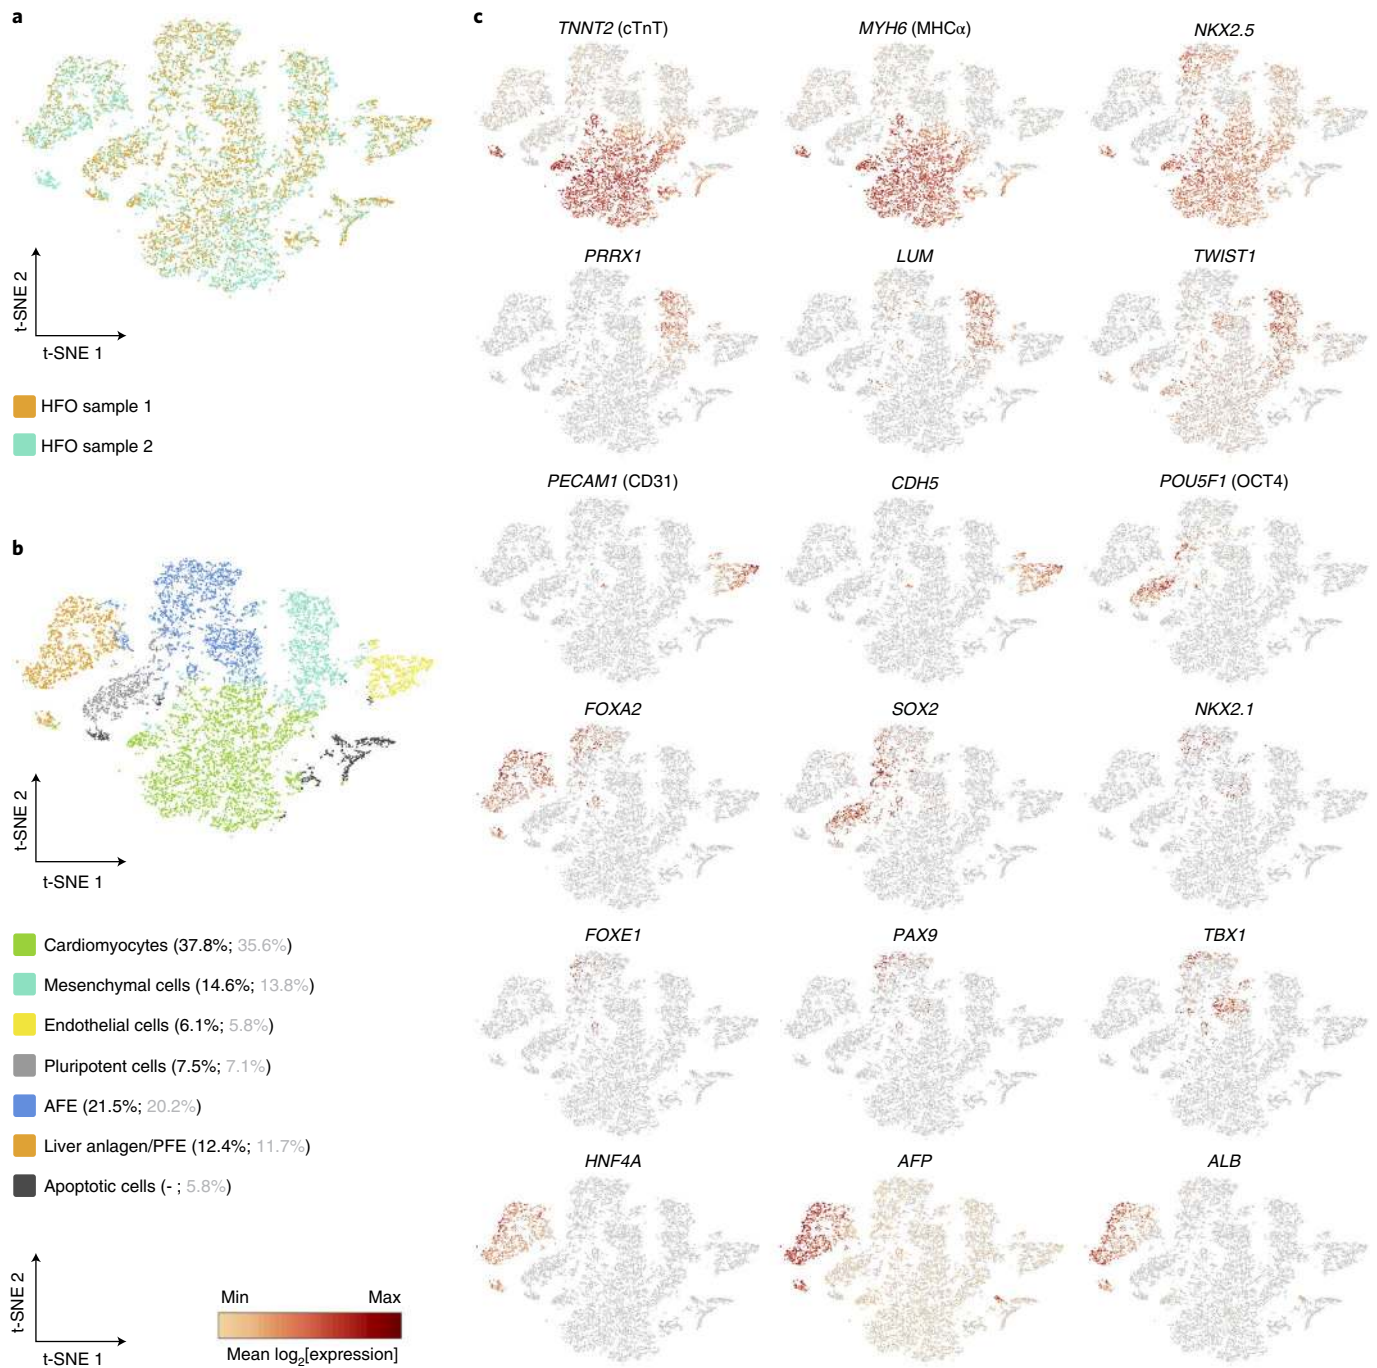 a
t-SNE 2
t-SNE 1
HFO sample 1
HFO sample 2
b
t-SNE 2
t-SNE 1
Cardiomyocytes (37.8%; 35.6%)
Mesenchymal cells (14.6%; 13.8%)
Endothelial cells (6.1%; 5.8%)
Pluripotent cells (7.5%; 7.1%)
AFE (21.5%; 20.2%)
Liver anlagen/PFE (12.4%; 11.7%)
Apoptotic cells (- ; 5.8%)
t-SNE 2
t-SNE 1
Min Max
Mean log₂[expression]
c
TNNT2 (cTnT) MYH6 (MHCα) NKX2.5
PRRX1 LUM TWIST1
PECAM1 (CD31) CDH5 POU5F1 (OCT4)
FOXA2 SOX2 NKX2.1
FOXE1 PAX9 TBX1
HNF4A AFP ALB